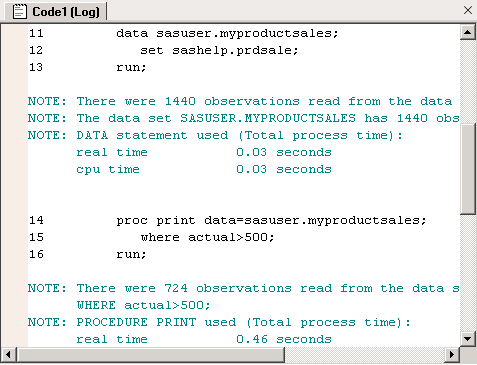 Code1 (Log)
11 data sasuser.myproductsales;
12 set sashelp.prdsale;
13 run;
NOTE: There were 1440 observations read from the data
NOTE: The data set SASUSER.MYPRODUCTSALES has 1440 obs
NOTE: DATA statement used (Total process time):
real time 0.03 seconds
cpu time 0.03 seconds
14 proc print data=sasuser.myproductsales;
15 where actual>500;
16 run;
NOTE: There were 724 observations read from the data s
WHERE actual>500;
NOTE: PROCEDURE PRINT used (Total process time):
real time 0.46 seconds